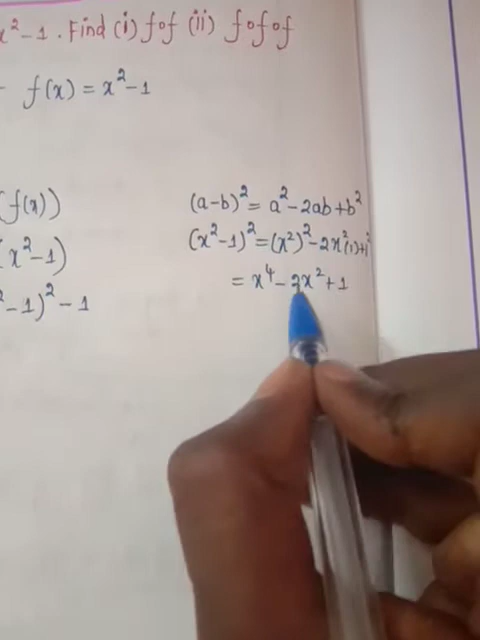 x²-1. Find (i) fof (ii) fofof
f(x) = x²-1
(f(x))
(x²-1)
²-1)²-1
(a-b)² = a²-2ab+b²
(x²-1)² = (x²)²-2x²(1)+1²
= x⁴-2x²+1